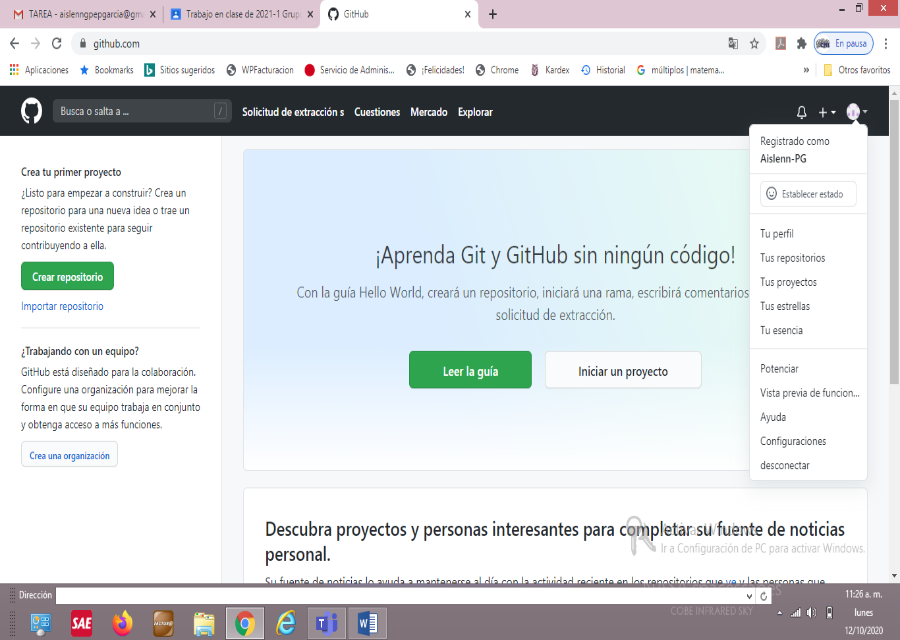 TAREA - aislenngpepgarcia@gm
Trabajo en clase de 2021-1 Grup
GitHub
github.com
En pausa
Aplicaciones
Bookmarks
Sitios sugeridos
WPFacturacion
Servicio de Adminis...
¡Felicidades!
Chrome
Kardex
Historial
múltiplos | matema...
»
Otros favoritos
Busca o salta a ...
/
Solicitud de extracción s
Cuestiones
Mercado
Explorar
Registrado como
Aislenn-PG
Establecer estado
Tu perfil
Tus repositorios
Tus proyectos
Tus estrellas
Tu esencia
Potenciar
Vista previa de funcion...
Ayuda
Configuraciones
desconectar
Crea tu primer proyecto
¿Listo para empezar a construir? Crea un
repositorio para una nueva idea o trae un
repositorio existente para seguir
contribuyendo a ella.
Crear repositorio
Importar repositorio
¿Trabajando con un equipo?
GitHub está diseñado para la colaboración.
Configure una organización para mejorar la
forma en que su equipo trabaja en conjunto
y obtenga acceso a más funciones.
Crea una organización
¡Aprenda Git y GitHub sin ningún código!
Con la guía Hello World, creará un repositorio, iniciará una rama, escribirá comentarios
solicitud de extracción.
Leer la guía
Iniciar un proyecto
Descubra proyectos y personas interesantes para completar su fuente de noticias
personal.
Su fuente de noticias lo ayuda a mantenerse al día con la actividad reciente en los repositorios que ve y las personas que
Ir a Configuración de PC para activar Windows.
Dirección
COBE INFRARED SKY
SAE
11:26 a. m.
lunes
12/10/2020